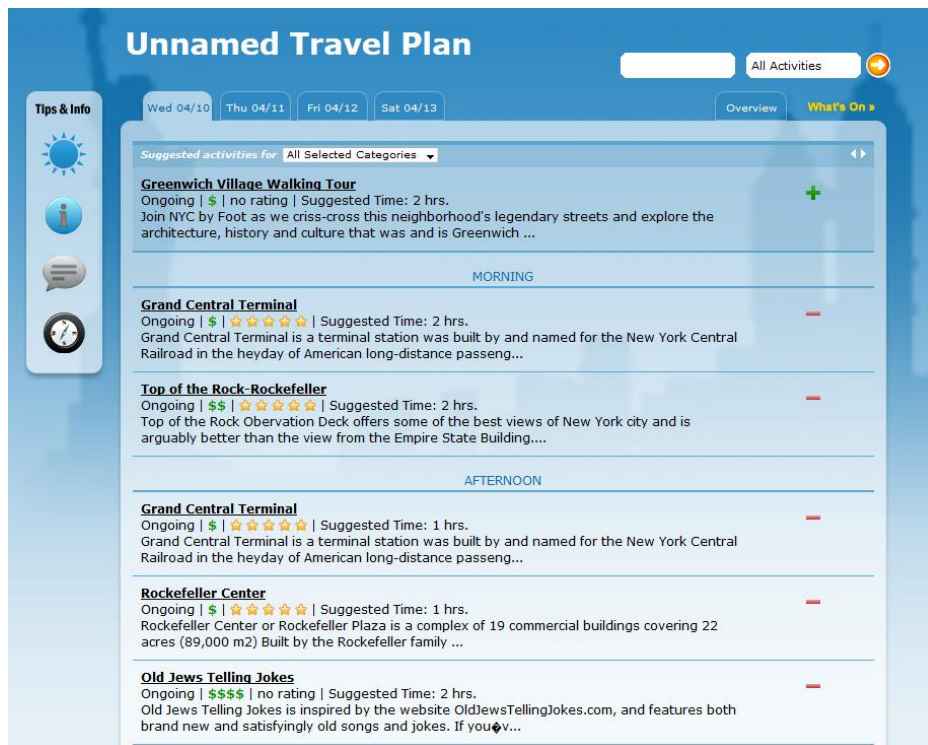 Unnamed Travel Plan
All Activities
Tips & Info
Wed 04/10 Thu 04/11 Fri 04/12 Sat 04/13 Overview What's On »
Suggested activities for All Selected Categories
Greenwich Village Walking Tour
Ongoing | $ | no rating | Suggested Time: 2 hrs.
Join NYC by Foot as we criss-cross this neighborhood's legendary streets and explore the
architecture, history and culture that was and is Greenwich ...
MORNING
Grand Central Terminal
Ongoing | $ | | Suggested Time: 2 hrs.
Grand Central Terminal is a terminal station was built by and named for the New York Central
Railroad in the heyday of American long-distance passeng...
Top of the Rock-Rockefeller
Ongoing | $$ | | Suggested Time: 2 hrs.
Top of the Rock Obervation Deck offers some of the best views of New York city and is
arguably better than the view from the Empire State Building....
AFTERNOON
Grand Central Terminal
Ongoing | $ | | Suggested Time: 1 hrs.
Grand Central Terminal is a terminal station was built by and named for the New York Central
Railroad in the heyday of American long-distance passeng...
Rockefeller Center
Ongoing | $ | | Suggested Time: 1 hrs.
Rockefeller Center or Rockefeller Plaza is a complex of 19 commercial buildings covering 22
acres (89,000 m2) Built by the Rockefeller family ...
Old Jews Telling Jokes
Ongoing | $$$$ | no rating | Suggested Time: 2 hrs.
Old Jews Telling Jokes is inspired by the website OldJewsTellingJokes.com, and features both
brand new and satisfyingly old songs and jokes. If you�v...